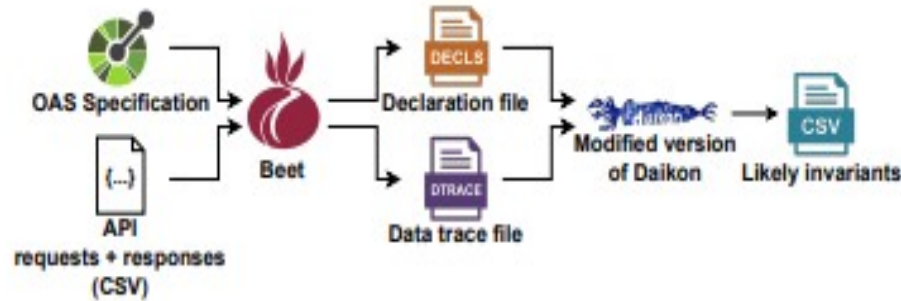 OAS Specification
{...}
API
requests + responses
(CSV)
Beet
DECLS
Declaration file
DTRACE
Data trace file
Modified version
of Daikon
CSV
Likely invariants